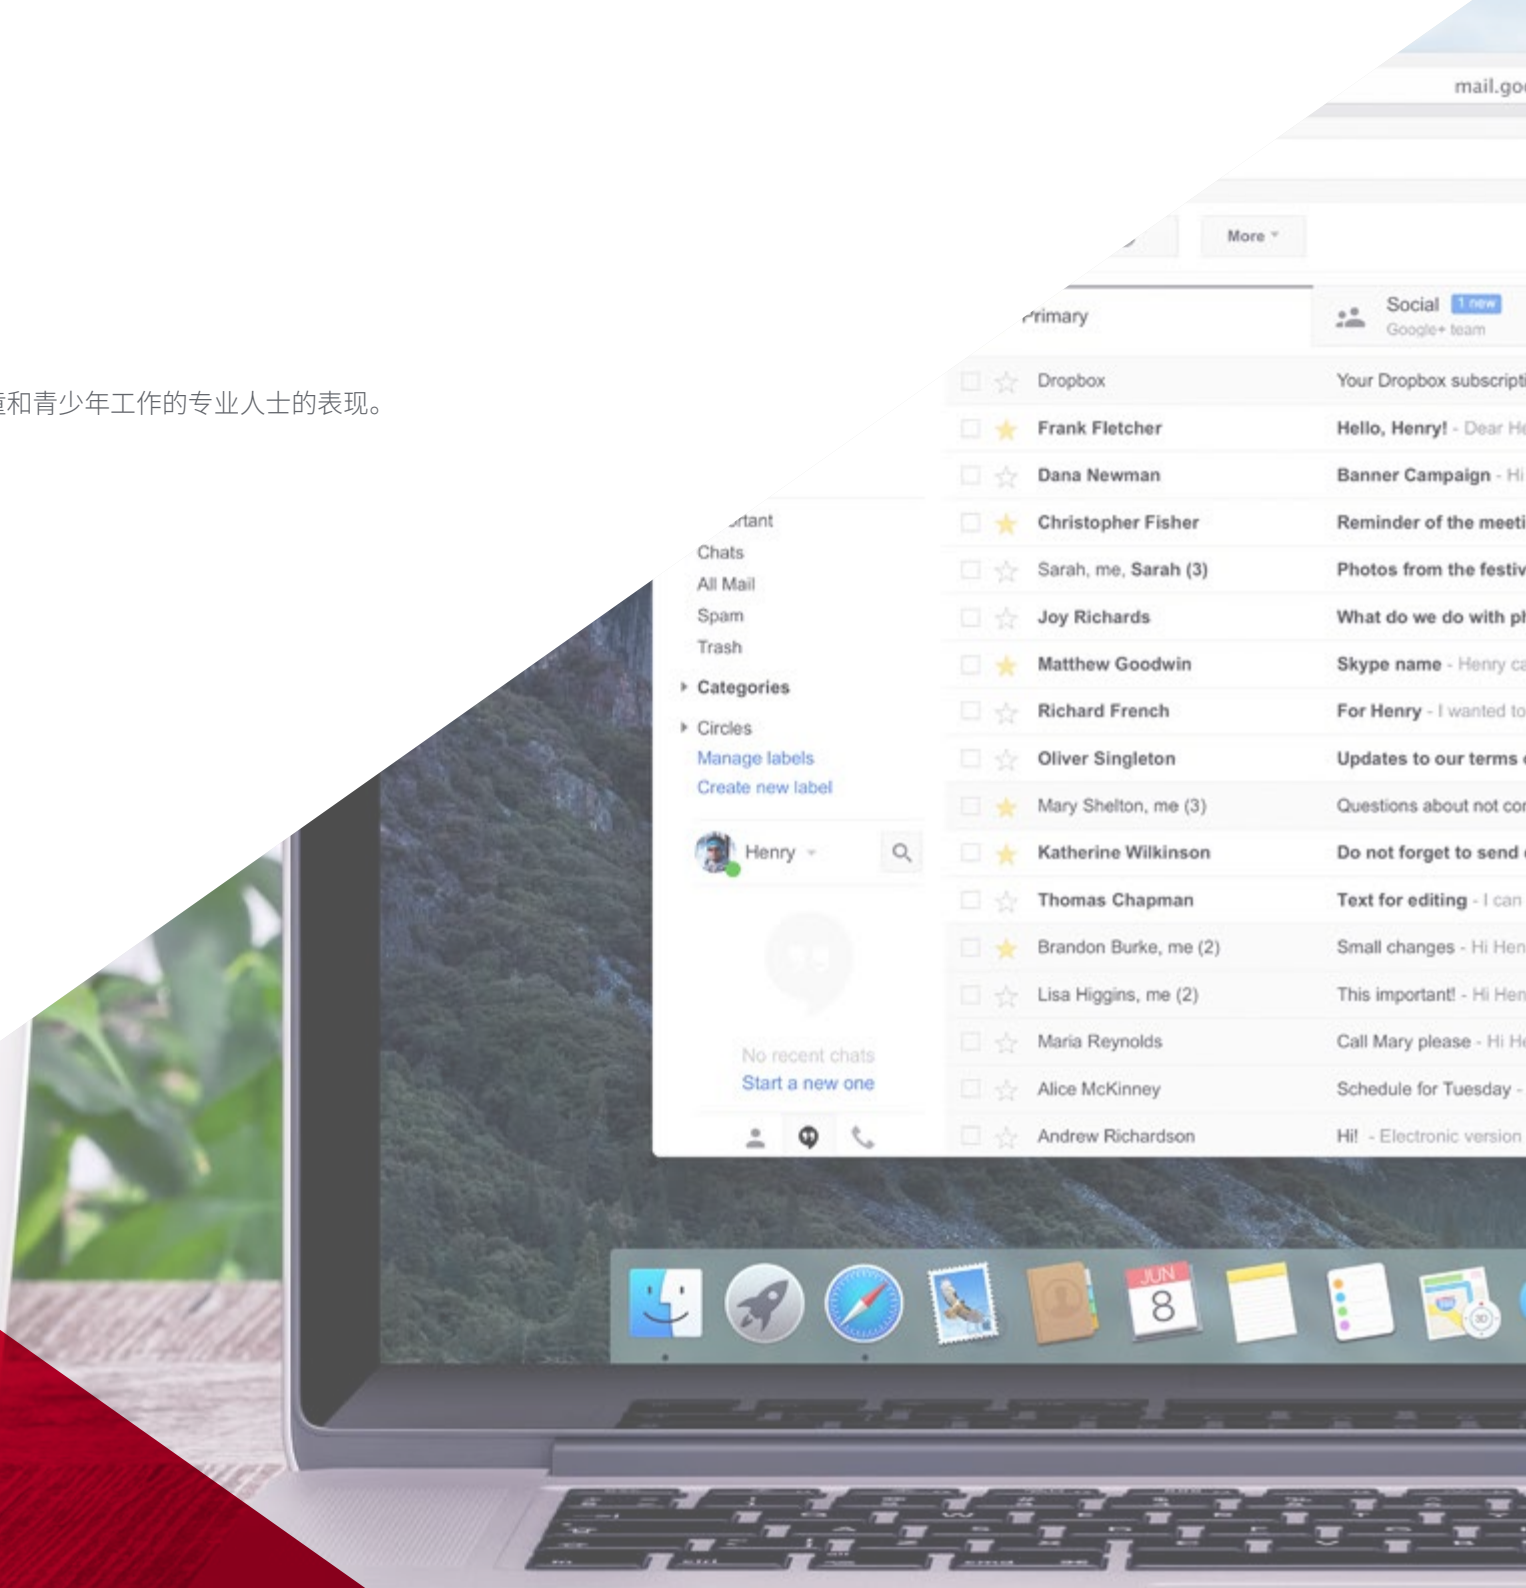 mail.goo
More
Primary
Social 1 new
Google+ team
童和青少年工作的专业人士的表现。
Dropbox Your Dropbox subscripti
Frank Fletcher Hello, Henry! - Dear He
Dana Newman Banner Campaign - Hi
Christopher Fisher Reminder of the meeti
Sarah, me, Sarah (3) Photos from the festiv
Joy Richards What do we do with ph
Matthew Goodwin Skype name - Henry ca
Richard French For Henry - I wanted to
Oliver Singleton Updates to our terms
Mary Shelton, me (3) Questions about not cor
Katherine Wilkinson Do not forget to send
Thomas Chapman Text for editing - I can
Brandon Burke, me (2) Small changes - Hi Hen
Lisa Higgins, me (2) This important! - Hi Hen
Maria Reynolds Call Mary please - Hi He
Alice McKinney Schedule for Tuesday -
Andrew Richardson Hi! - Electronic version
ortant
Chats
All Mail
Spam
Trash
Categories
Circles
Manage labels
Create new label
Henry
No recent chats
Start a new one
JUN
8
3D